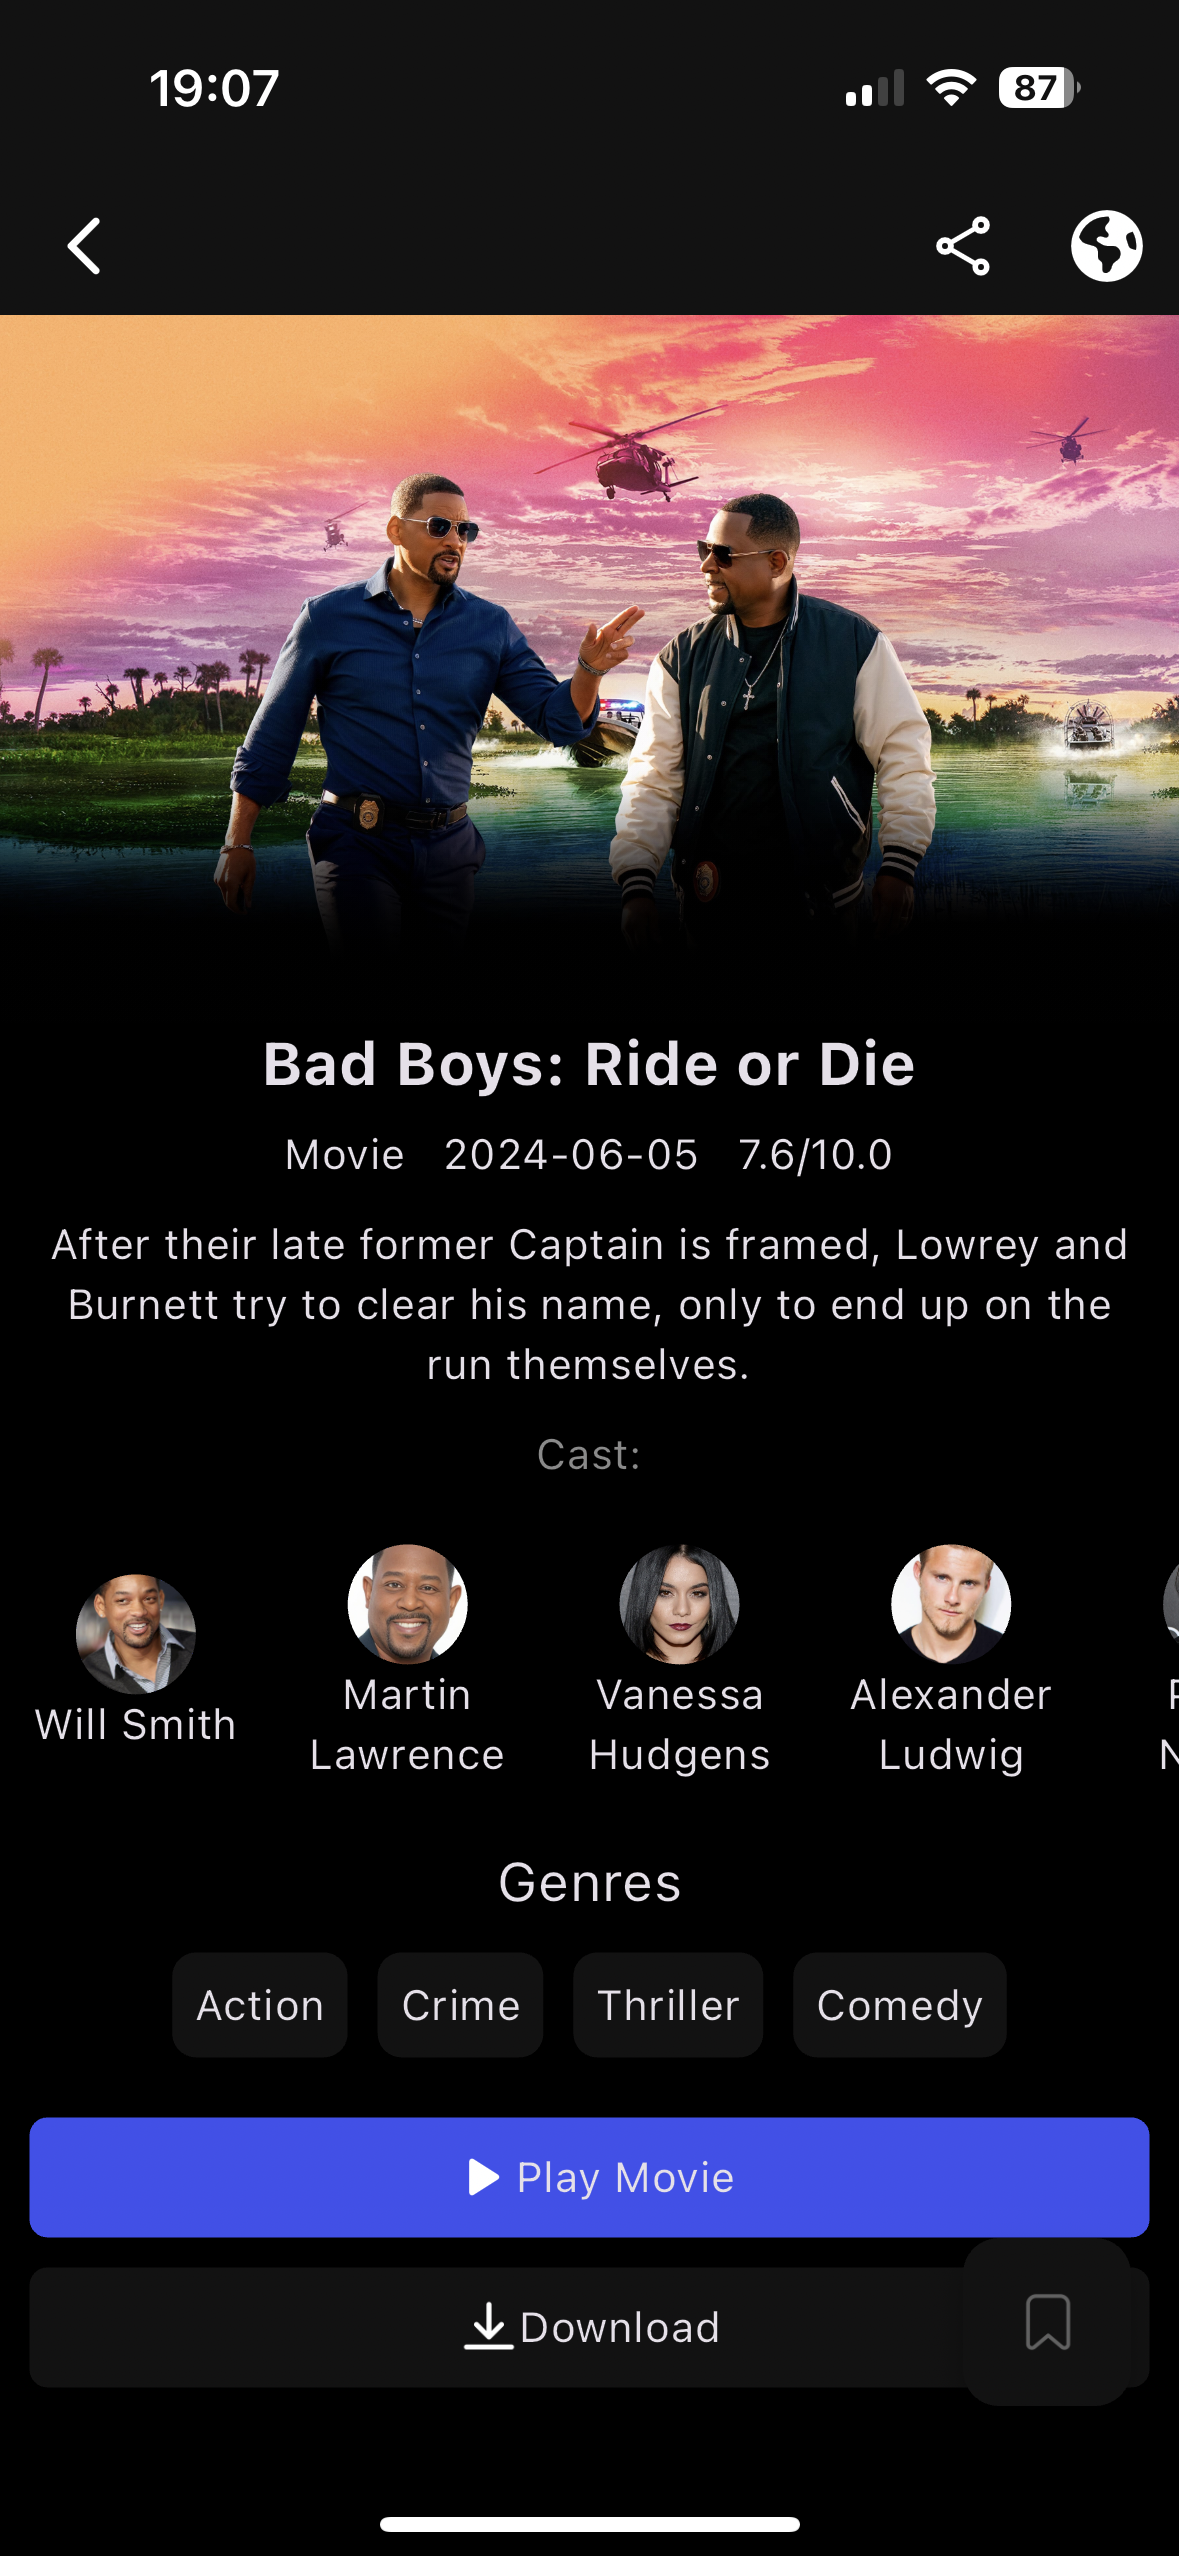 19:07
87
Bad Boys: Ride or Die
Movie 2024-06-05 7.6/10.0
After their late former Captain is framed, Lowrey and
Burnett try to clear his name, only to end up on the
run themselves.
Cast:
Will Smith
Martin
Lawrence
Vanessa
Hudgens
Alexander
Ludwig
Genres
Action
Crime
Thriller
Comedy
Play Movie
Download